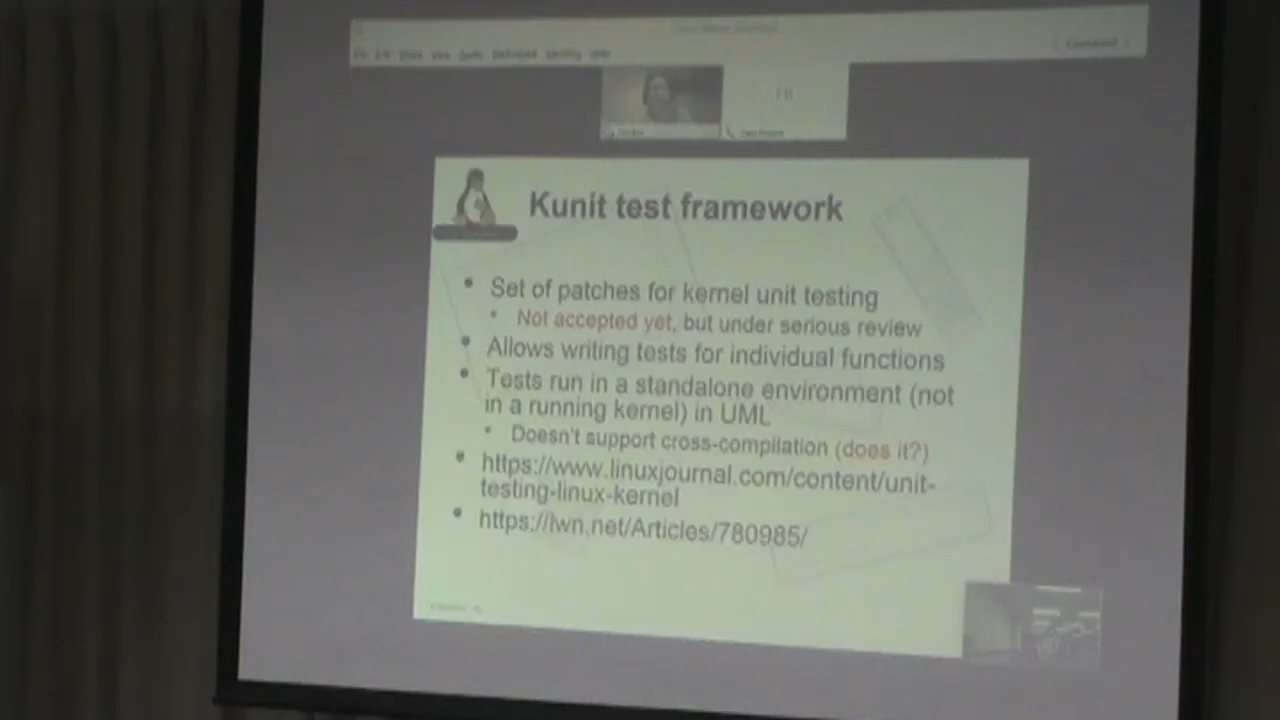 Kunit test framework
Set of patches for kernel unit testing
Not accepted yet, but under serious review
Allows writing tests for individual functions
Tests run in a standalone environment (not
in a running kernel) in UML
Doesn't support cross-compilation (does it?)
https://www.linuxjournal.com/content/unit-
testing-linux-kernel
https://lwn.net/Articles/780985/